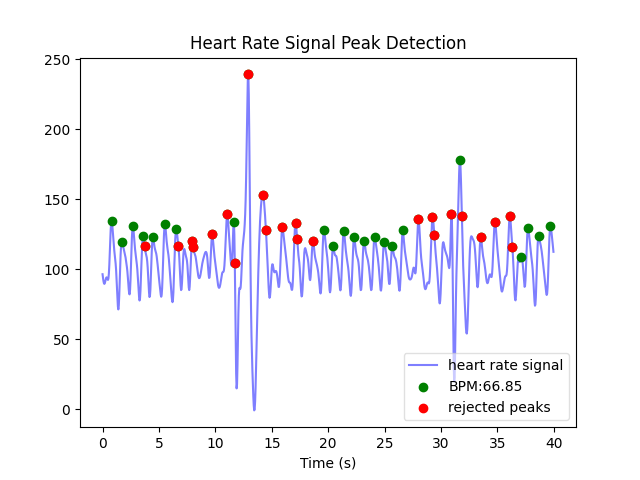 Heart Rate Signal Peak Detection
250
200
150
100
50
0
heart rate signal
BPM:66.85
rejected peaks
0 5 10 15 20 25 30 35 40
Time (s)